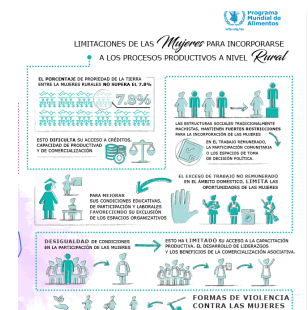 Programa
Mundial de
Alimentos
wfp.org/es
LIMITACIONES DE LAS Mujeres PARA INCORPORARSE
A LOS PROCESOS PRODUCTIVOS A NIVEL Rural
EL PORCENTAJE DE PROPIEDAD DE LA TIERRA
ENTRE LA MUJERES RURALES NO SUPERA EL 7.8%
7.8%
ESTO DIFICULTA SU ACCESO A CRÉDITOS,
CAPACIDAD DE PRODUCTIVIDAD
Y DE COMERCIALIZACIÓN
LAS ESTRUCTURAS SOCIALES TRADICIONALMENTE
MACHISTAS, MANTIENEN FUERTES RESTRICCIONES
PARA LA INCORPORACIÓN DE LAS MUJERES
EN EL TRABAJO REMUNERADO,
LA PARTICIPACIÓN COMUNITARIA
O LOS ESPACIOS DE TOMA
DE DECISIÓN POLÍTICA.
EL EXCESO DE TRABAJO NO REMUNERADO
EN EL ÁMBITO DOMÉSTICO, LIMITA LAS
OPORTUNIDADES DE LAS MUJERES
PARA MEJORAR
SUS CONDICIONES EDUCATIVAS,
DE PARTICIPACIÓN Y LABORALES
FAVORECIENDO SU EXCLUSIÓN
DE LOS ESPACIOS ORGANIZATIVOS
DESIGUALDAD DE CONDICIONES
EN LA PARTICIPACIÓN DE LAS MUJERES
ESTO HA LIMITADO SU ACCESO A LA CAPACITACIÓN
PRODUCTIVA, EL DESARROLLO DE LIDERAZGOS
Y LOS BENEFICIOS DE LA COMERCIALIZACIÓN ASOCIATIVA.
FORMAS DE VIOLENCIA
CONTRA LAS MUJERES